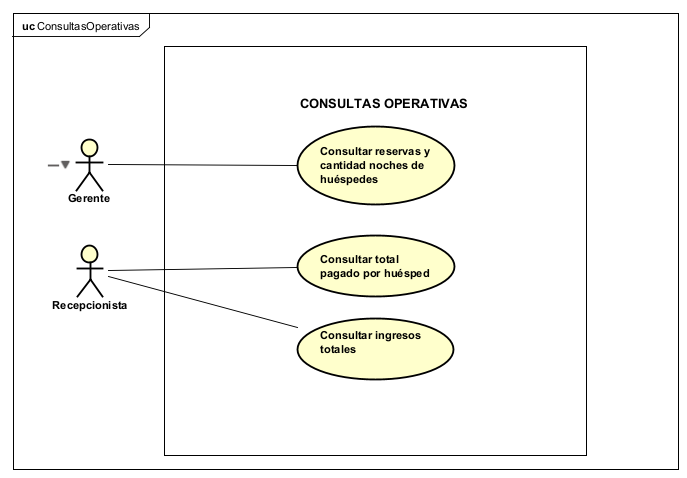 uc ConsultasOperativas
CONSULTAS OPERATIVAS
Consultar reservas y
cantidad noches de
huéspedes
Gerente
Consultar total
pagado por huésped
Recepcionista
Consultar ingresos
totales